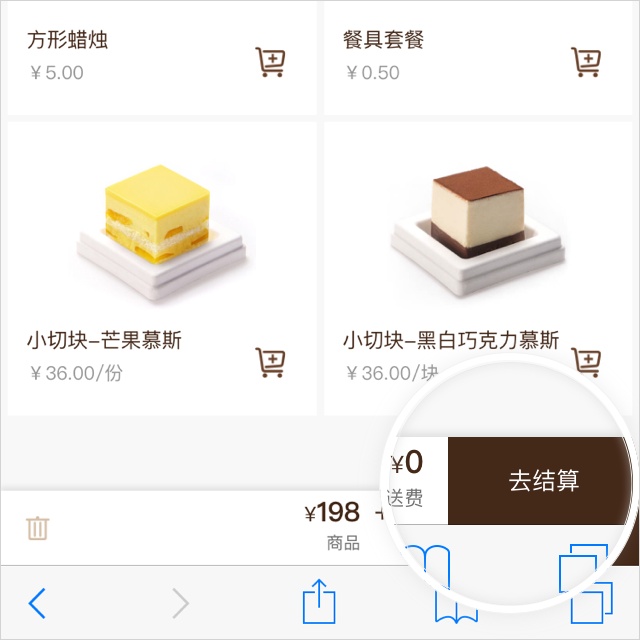 方形蜡烛
¥5.00
餐具套餐
¥0.50
小切块–芒果慕斯
¥36.00/份
小切块–黑白巧克力慕斯
¥36.00/块
¥198 +
商品
¥0
送费
去结算